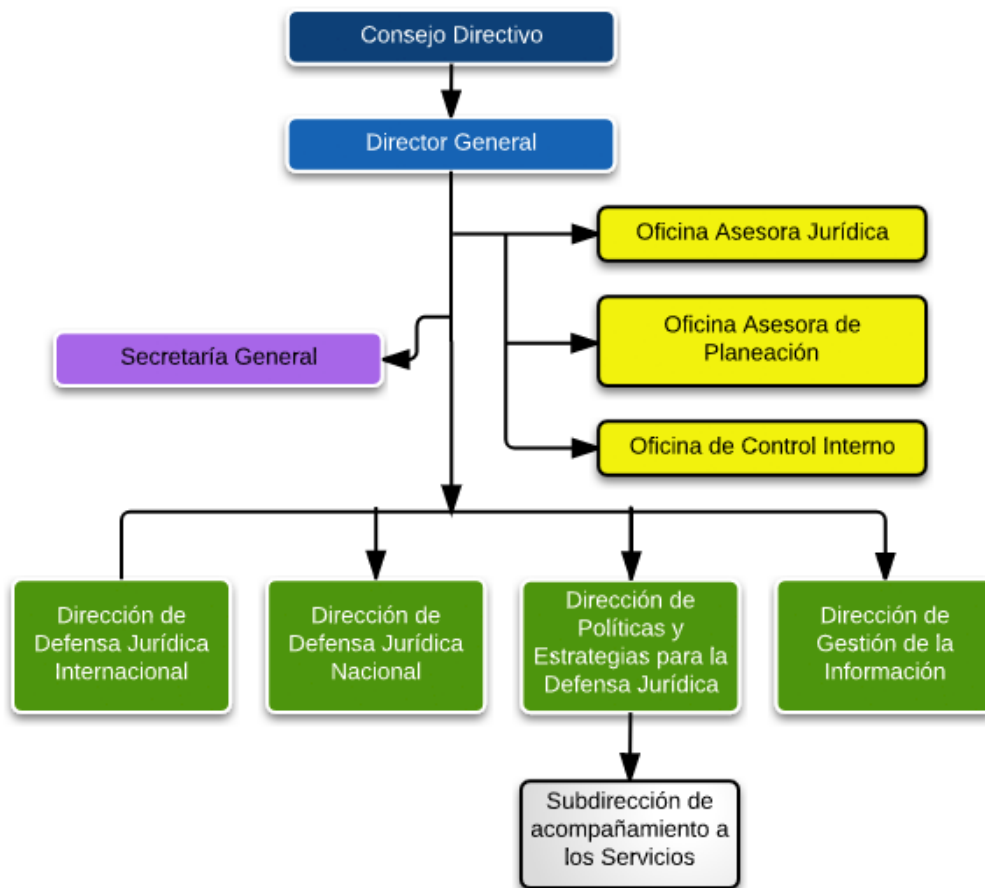 Consejo Directivo
Director General
Oficina Asesora Jurídica
Oficina Asesora de
Planeación
Secretaría General
Oficina de Control Interno
Dirección de
Defensa Jurídica
Internacional
Dirección de
Defensa Jurídica
Nacional
Dirección de
Políticas y
Estrategias para la
Defensa Jurídica
Dirección de
Gestión de la
Información
Subdirección de
acompañamiento a
los Servicios